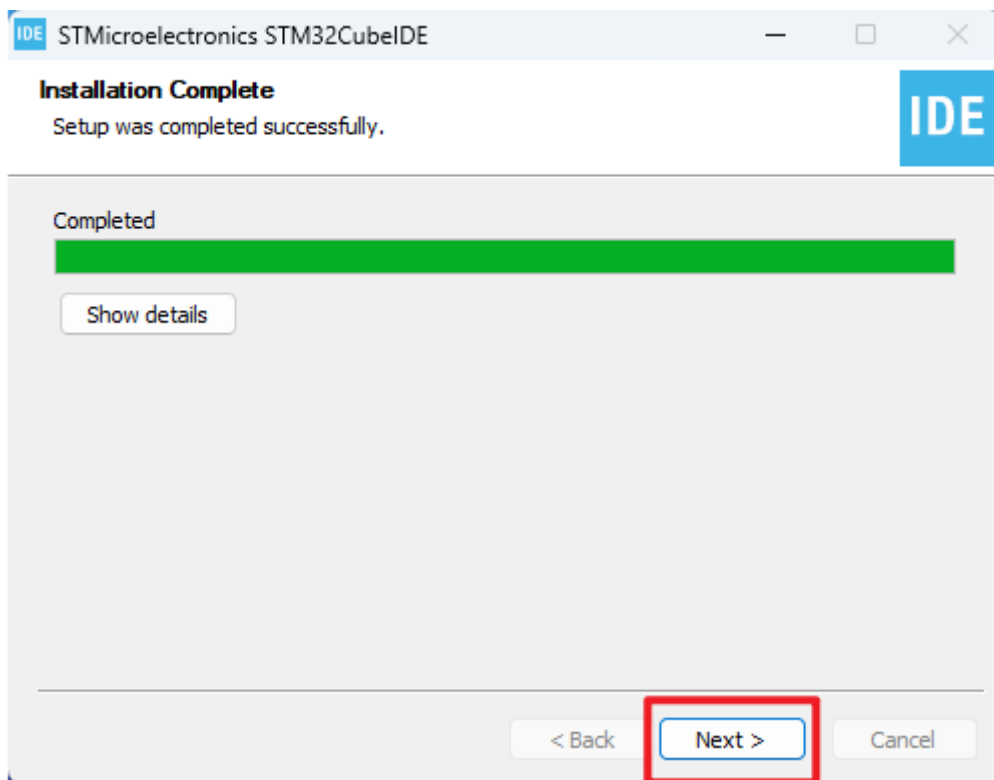 IDE STMicroelectronics STM32CubeIDE
Installation Complete
Setup was completed successfully.
IDE
Completed
Show details
< Back Next > Cancel